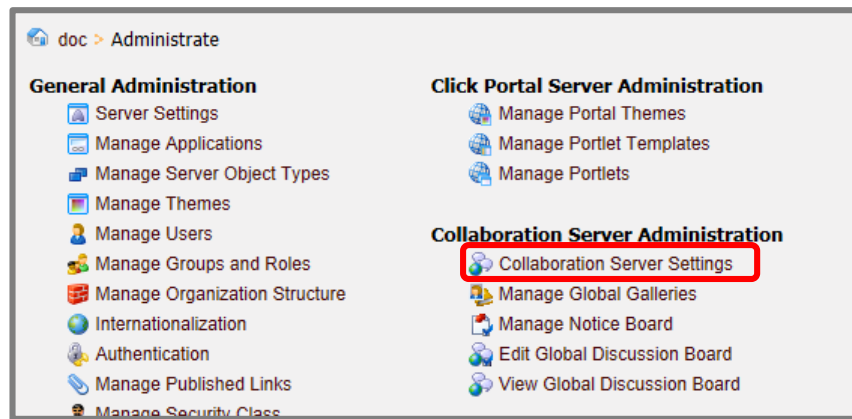 doc > Administrate
General Administration
Server Settings
Manage Applications
Manage Server Object Types
Manage Themes
Manage Users
Manage Groups and Roles
Manage Organization Structure
Internationalization
Authentication
Manage Published Links
Manage Security Class
Click Portal Server Administration
Manage Portal Themes
Manage Portlet Templates
Manage Portlets
Collaboration Server Administration
Collaboration Server Settings
Manage Global Galleries
Manage Notice Board
Edit Global Discussion Board
View Global Discussion Board